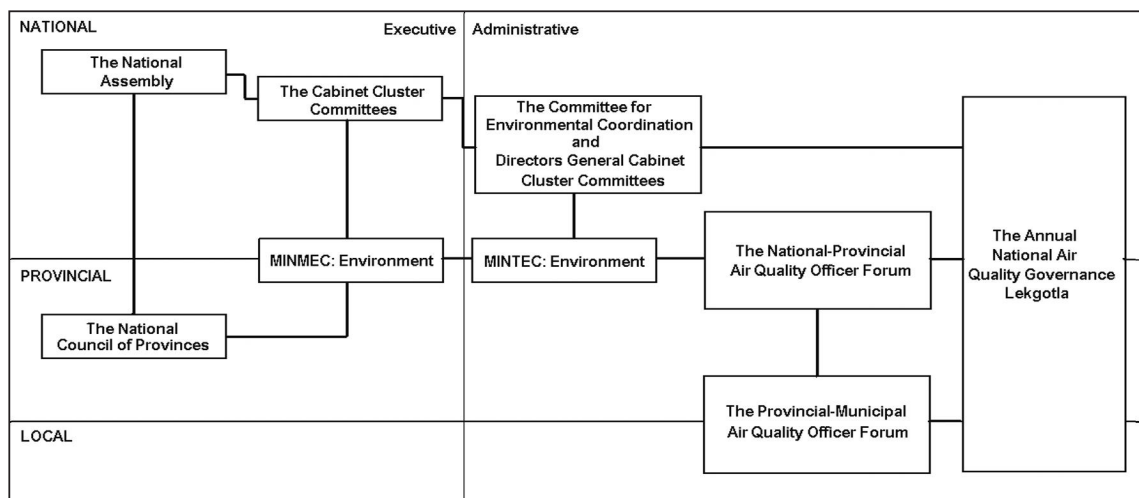 NATIONAL
Executive
Administrative
The National
Assembly
The Cabinet Cluster
Committees
The Committee for
Environmental Coordination
and
Directors General Cabinet
Cluster Committees
MINMEC: Environment
MINTEC: Environment
The National-Provincial
Air Quality Officer Forum
The Annual
National Air
Quality Governance
Lekgotla
PROVINCIAL
The National
Council of Provinces
The Provincial-Municipal
Air Quality Officer Forum
LOCAL